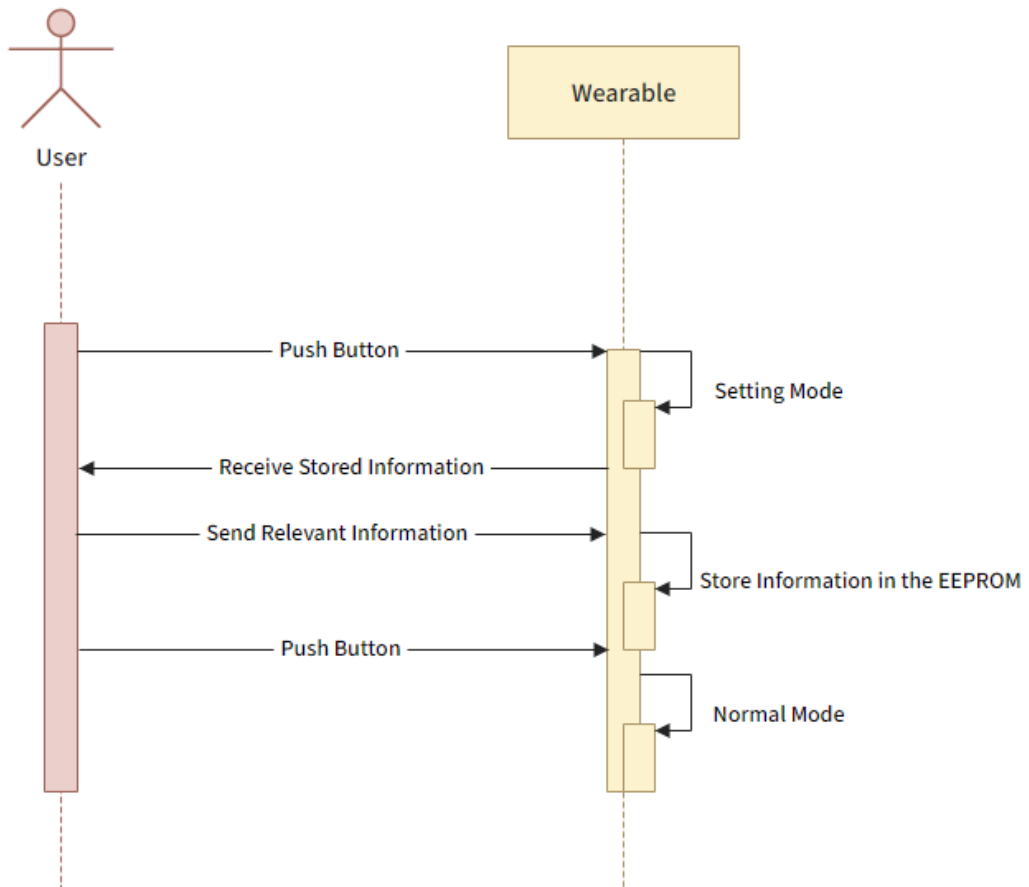 User
Wearable
Push Button
Setting Mode
Receive Stored Information
Send Relevant Information
Store Information in the EEPROM
Push Button
Normal Mode